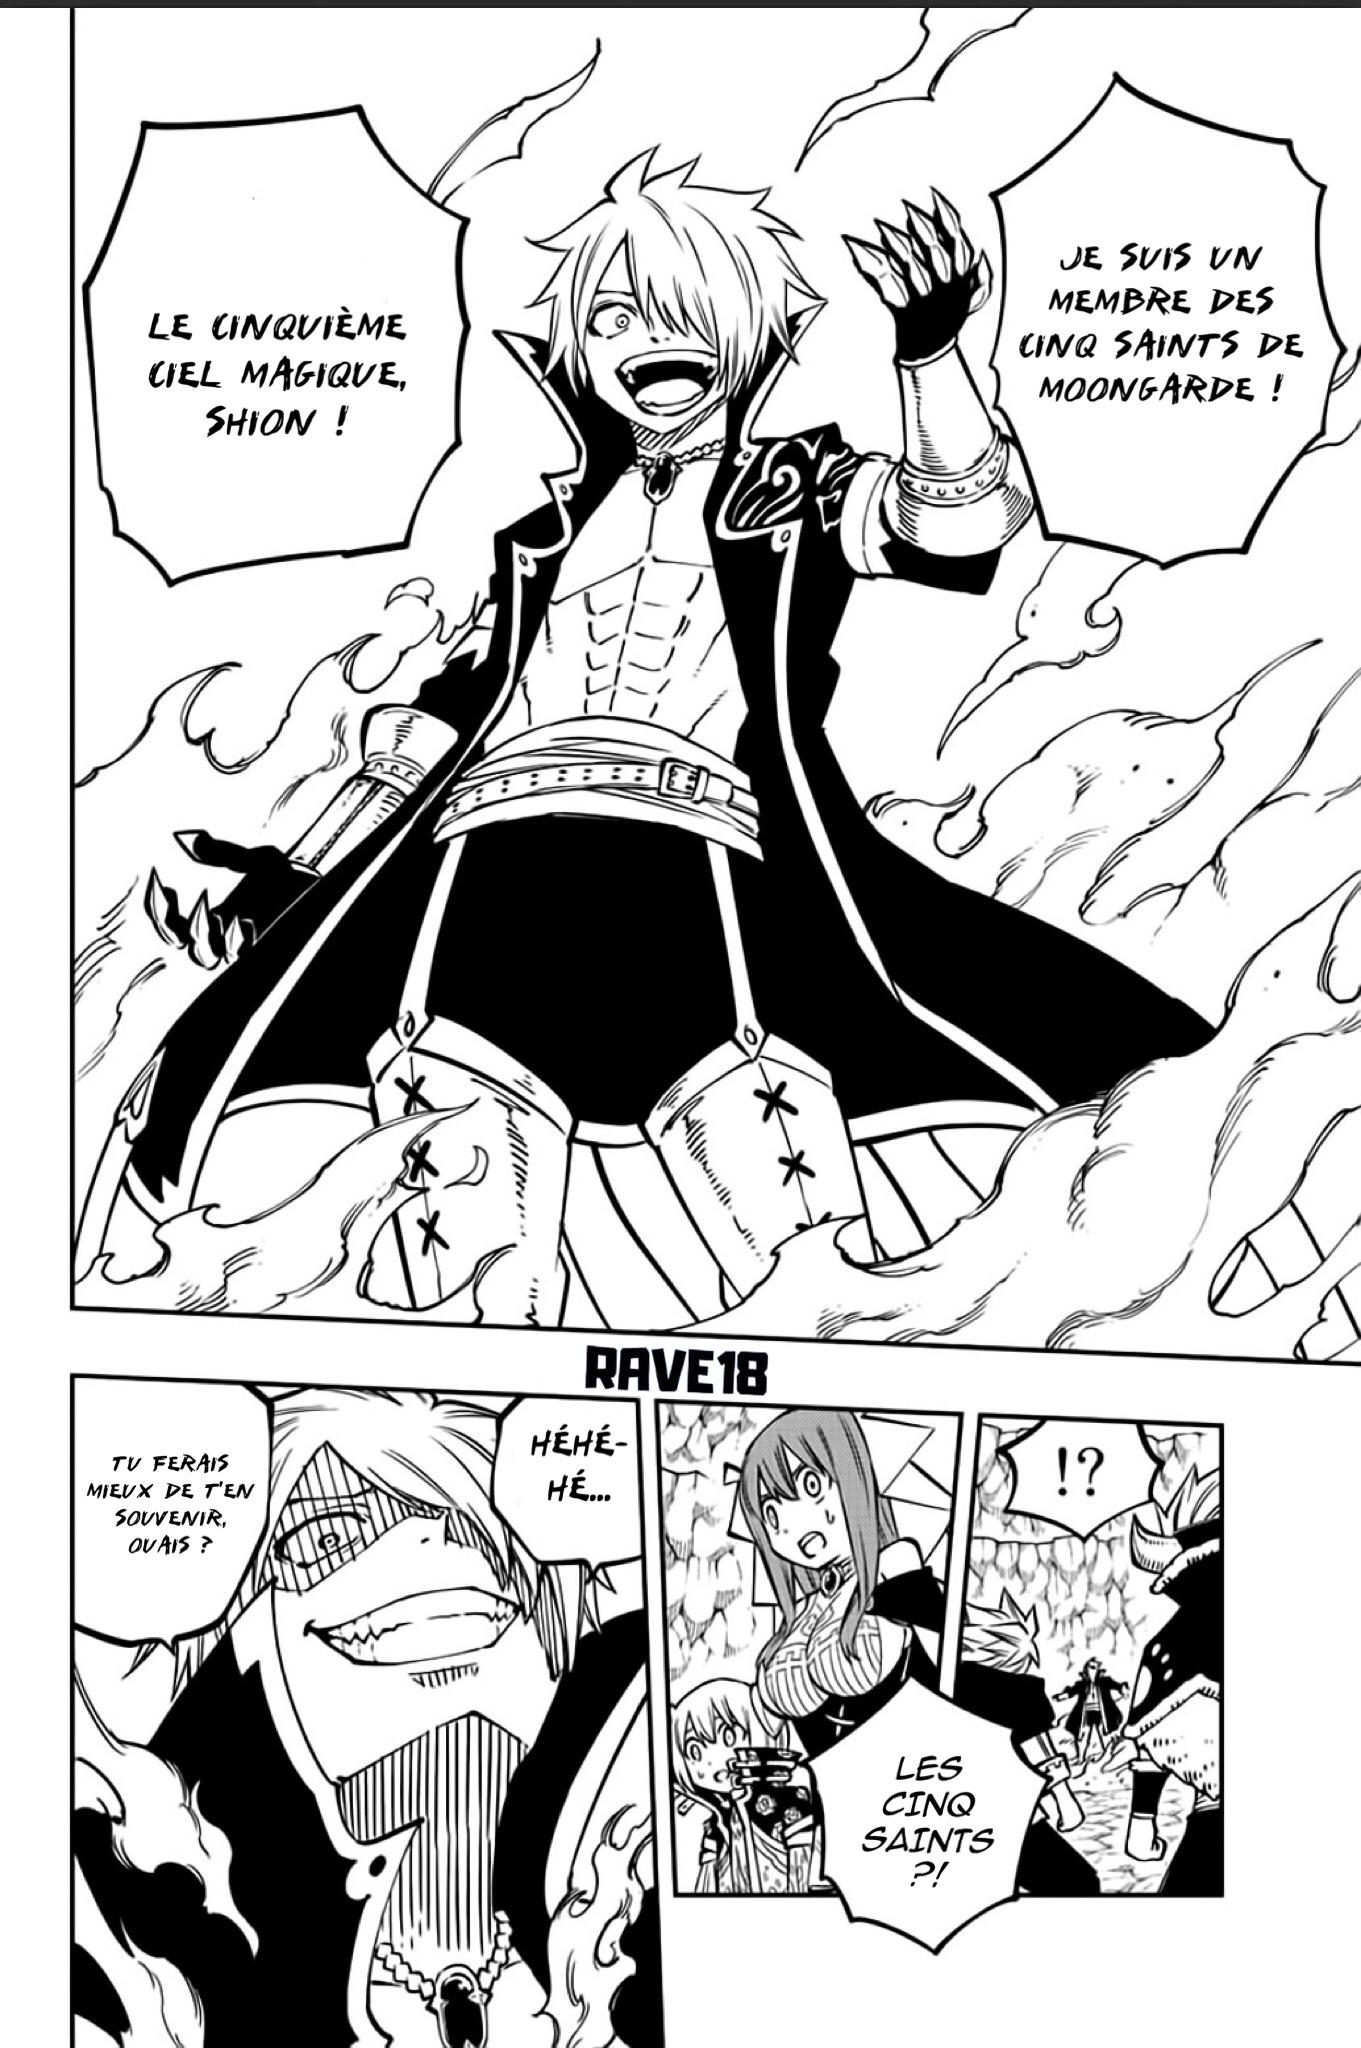 JE SUIS UN
MEMBRE DES
CINQ SAINTS DE
MOONGARDE !
LE CINQUIÈME
CIEL MAGIQUE,
SHION !
RAVE18
!?
LES
CINQ
SAINTS
?!
HÉHÉ-
HÉ...
TU FERAIS
MIEUX DE T'EN
SOUVENIR,
OUAIS ?